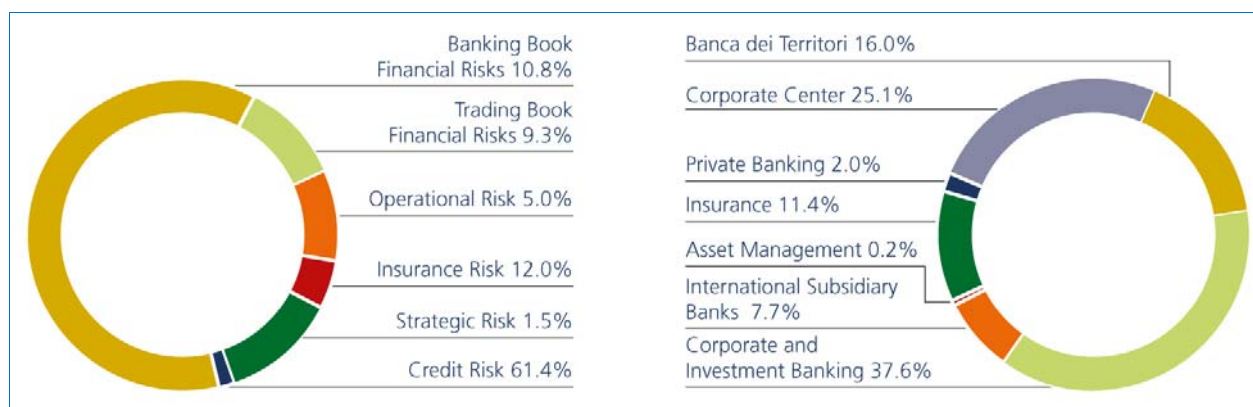 Banking Book
Financial Risks 10.8%
Trading Book
Financial Risks 9.3%
Operational Risk 5.0%
Insurance Risk 12.0%
Strategic Risk 1.5%
Credit Risk 61.4%
Banca dei Territori 16.0%
Corporate Center 25.1%
Private Banking 2.0%
Insurance 11.4%
Asset Management 0.2%
International Subsidiary
Banks 7.7%
Corporate and
Investment Banking 37.6%